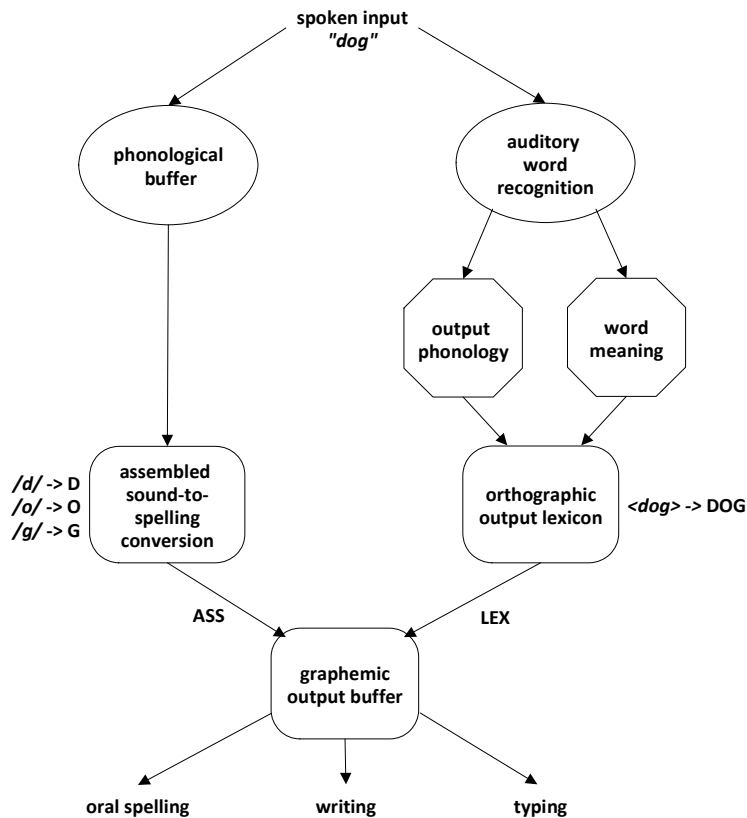 spoken input
"dog"
phonological
buffer
auditory
word
recognition
output
phonology
word
meaning
/d/ -> D
/o/ -> O
/g/ -> G
assembled
sound-to-
spelling
conversion
orthographic
output lexicon
<dog> -> DOG
ASS
LEX
graphemic
output buffer
oral spelling
writing
typing